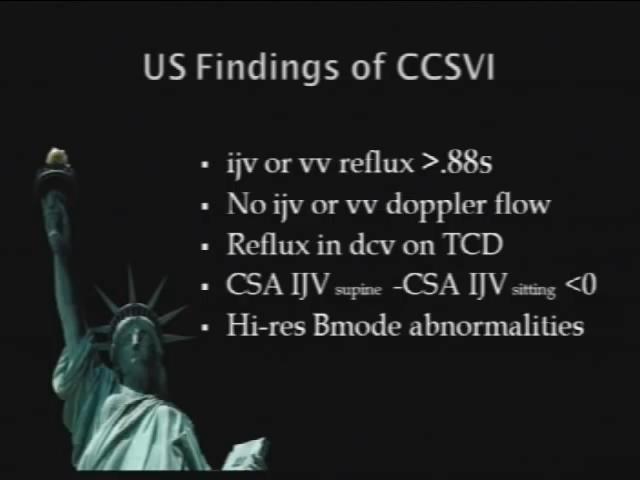 US Findings of CCSVI
▪ ijv or vv reflux >.88s
▪ No ijv or vv doppler flow
▪ Reflux in dcv on TCD
▪ CSA IJV supine -CSA IJV sitting <0
▪ Hi-res Bmode abnormalities